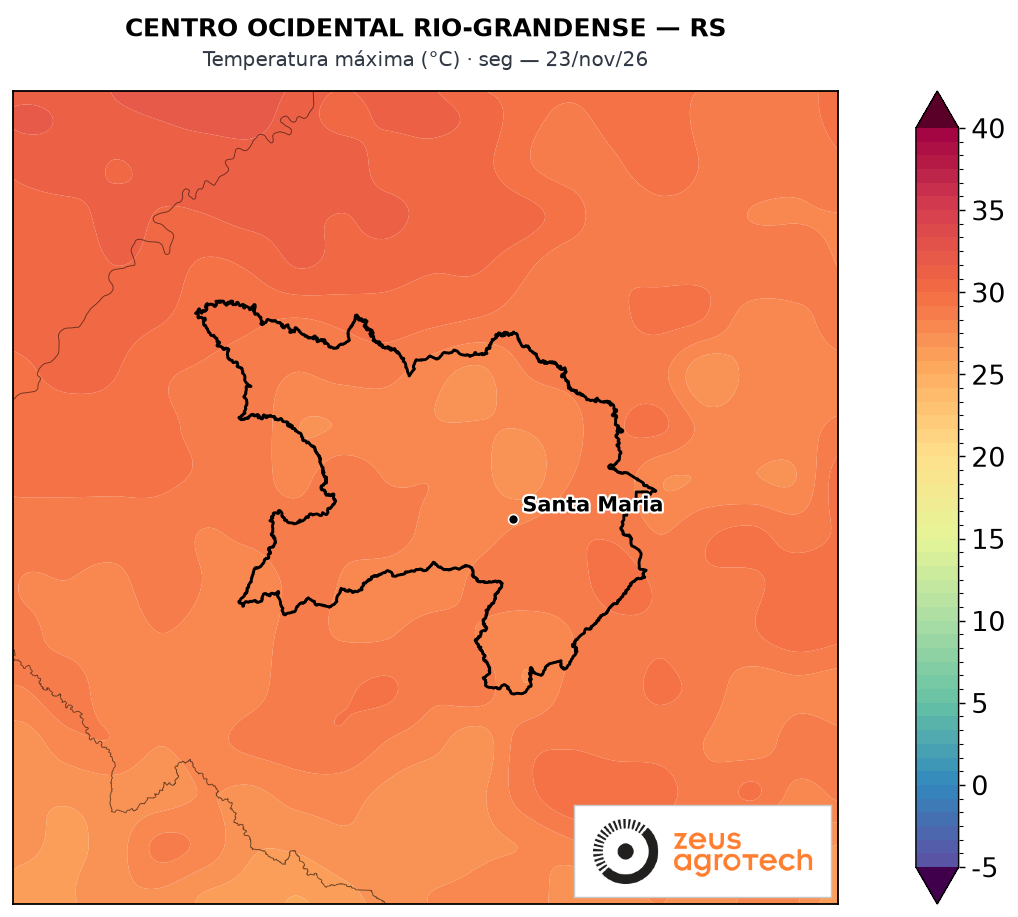 CENTRO OCIDENTAL RIO-GRANDENSE — RS
Temperatura máxima (°C) · seg — 23/nov/26
40
35
30
25
20
15
10
5
0
-5
Santa Maria
zeus
agrotech